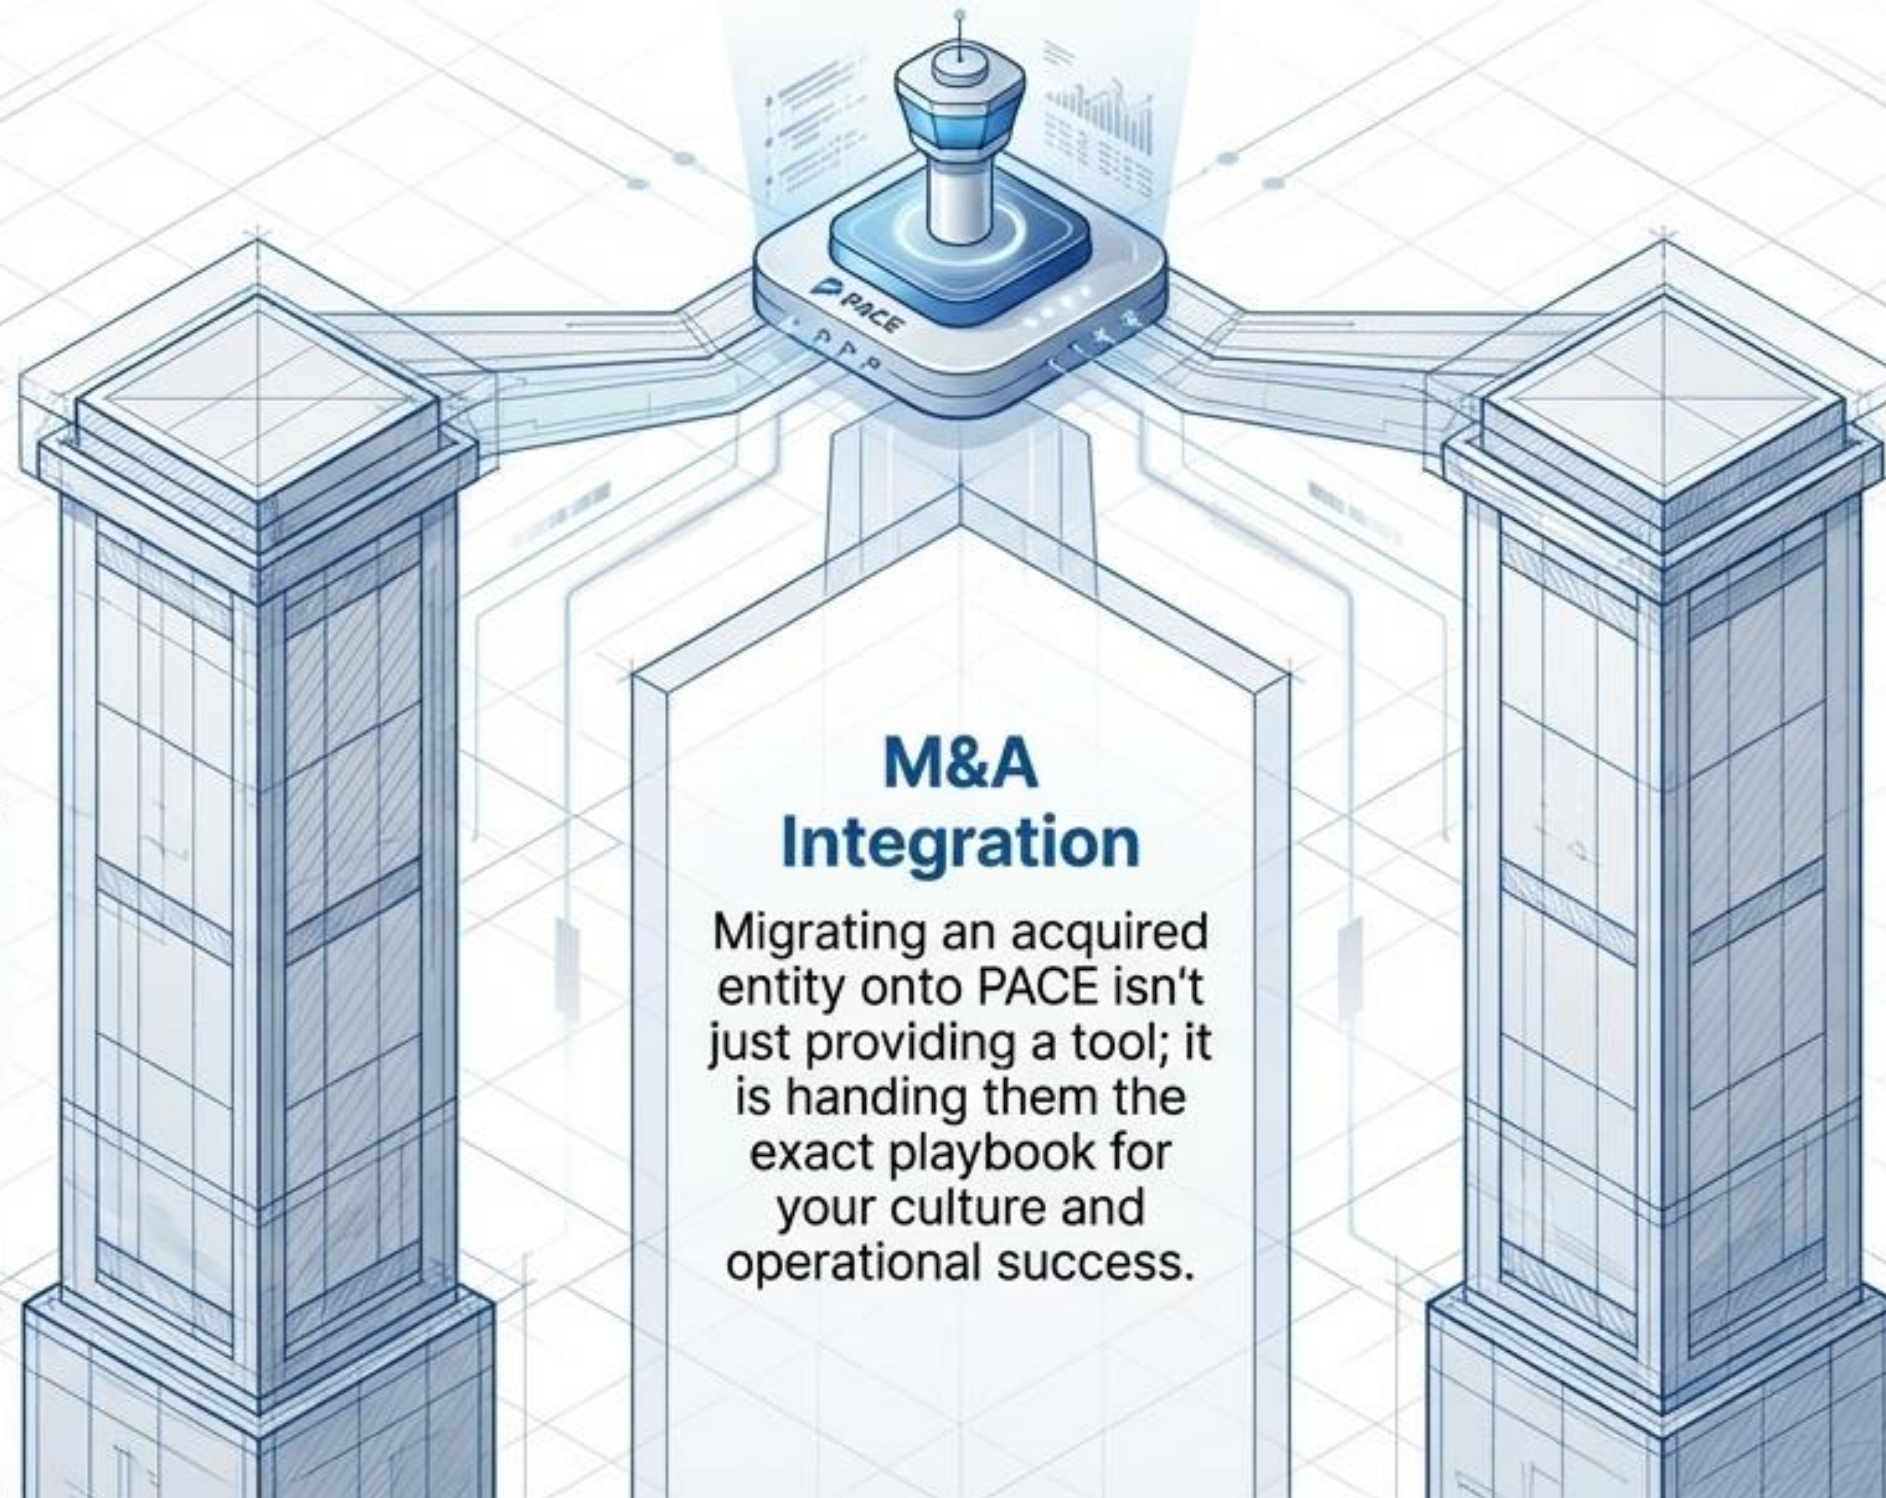 PACE
M&A
Integration
Migrating an acquired
entity onto PACE isn't
just providing a tool; it
is handing them the
exact playbook for
your culture and
operational success.